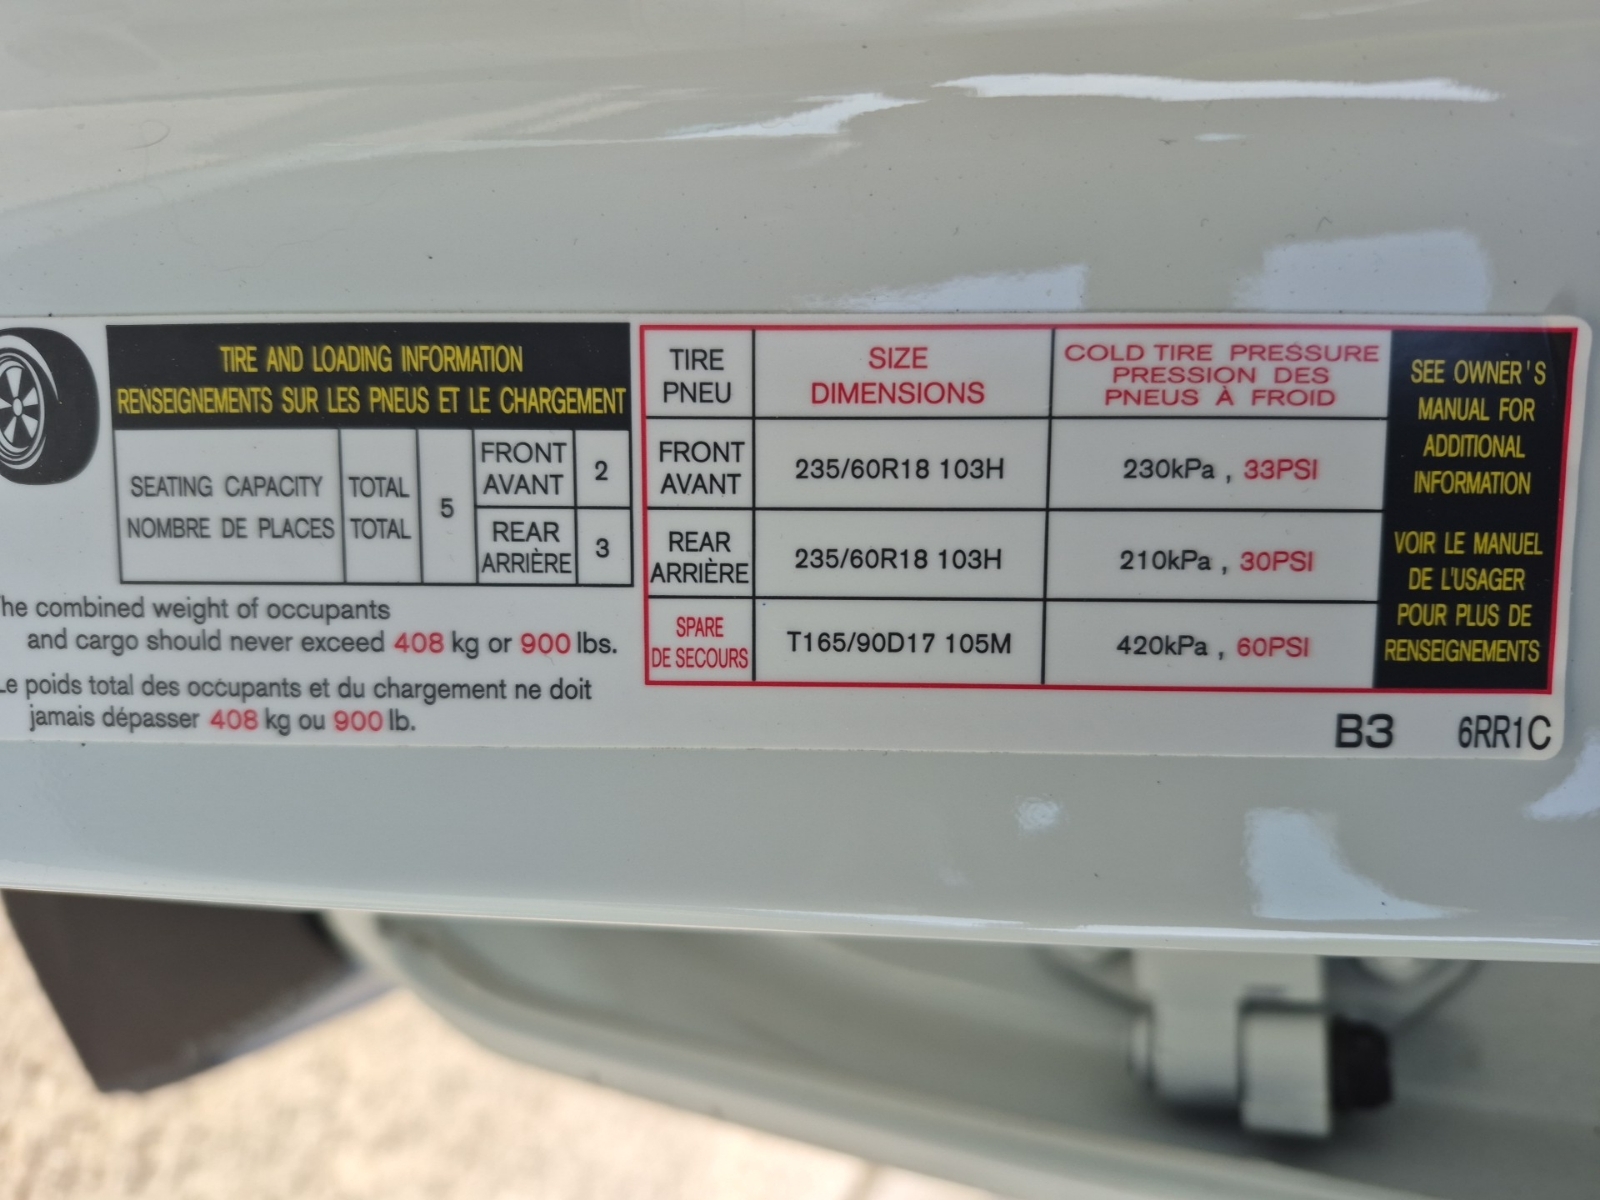 TIRE AND LOADING INFORMATION
RENSEIGNEMENTS SUR LES PNEUS ET LE CHARGEMENT
SEATING CAPACITY
NOMBRE DE PLACES
TOTAL
TOTAL
5
FRONT
AVANT
2
REAR
ARRIÈRE
3
The combined weight of occupants
and cargo should never exceed 408 kg or 900 lbs.
Le poids total des occupants et du chargement ne doit
jamais dépasser 408 kg ou 900 lb.
TIRE
PNEU
SIZE
DIMENSIONS
COLD TIRE PRESSURE
PRESSION DES
PNEUS À FROID
FRONT
AVANT
235/60R18 103H
230kPa , 33PSI
REAR
ARRIÈRE
235/60R18 103H
210kPa , 30PSI
SPARE
DE SECOURS
T165/90D17 105M
420kPa , 60PSI
SEE OWNER'S
MANUAL FOR
ADDITIONAL
INFORMATION
VOIR LE MANUEL
DE L'USAGER
POUR PLUS DE
RENSEIGNEMENTS
B3 6RR1C